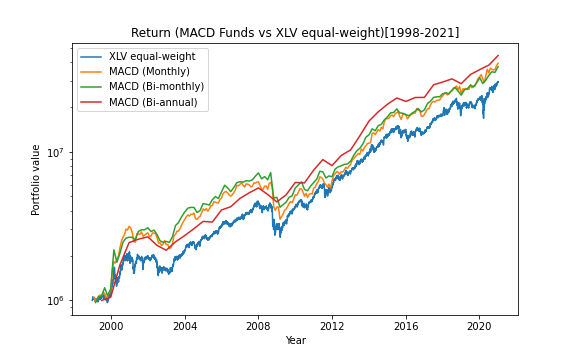 Return (MACD Funds vs XLV equal-weight)[1998-2021]
XLV equal-weight
MACD (Monthly)
MACD (Bi-monthly)
MACD (Bi-annual)
Portfolio value
10⁷
10⁶
2000 2004 2008 2012 2016 2020
Year